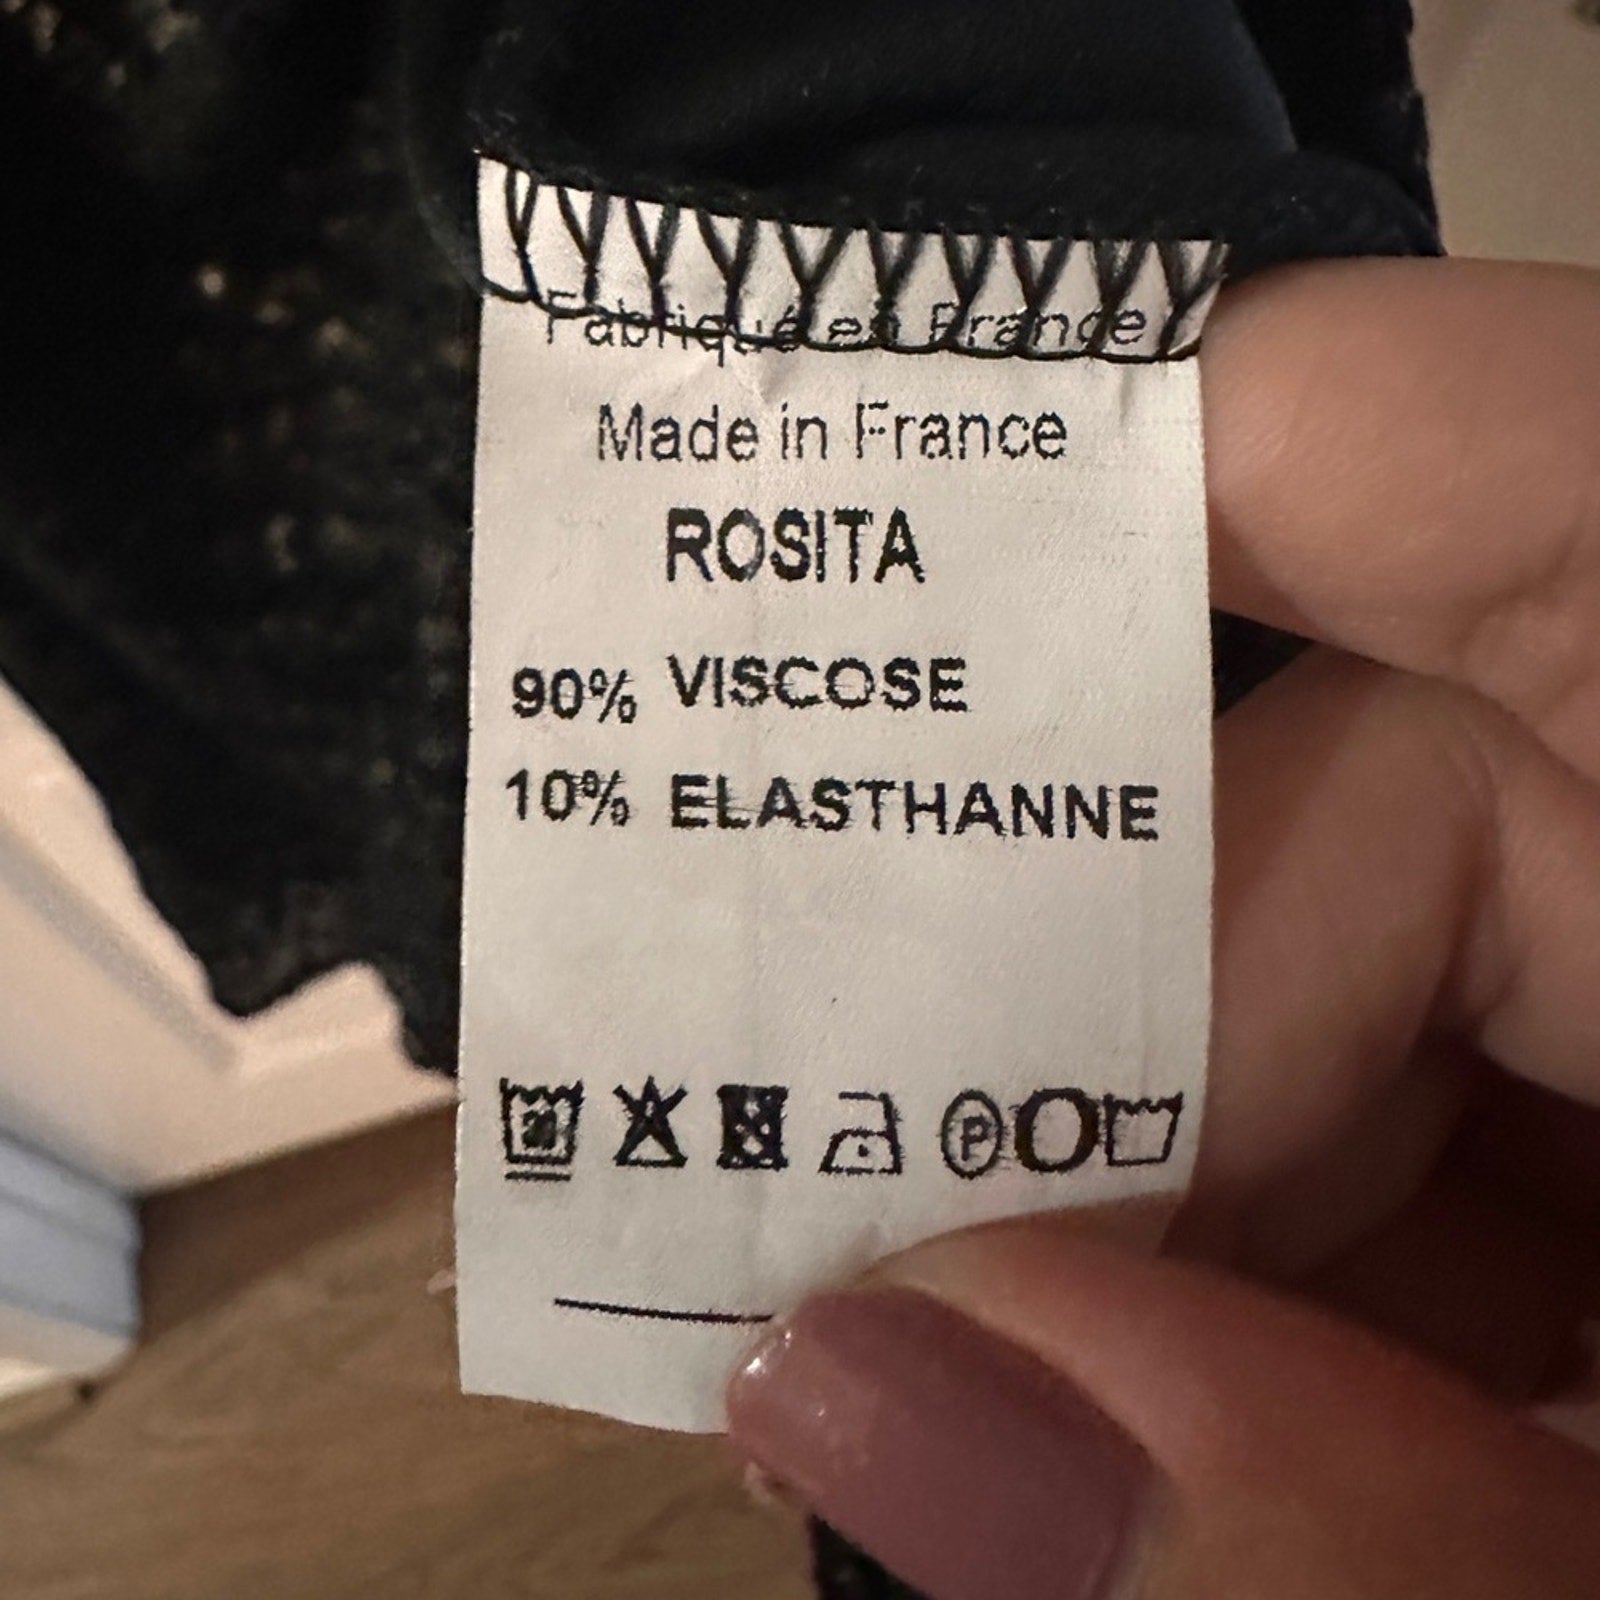 Fabriqué en France
Made in France
ROSITA
90% VISCOSE
10% ELASTHANNE
P